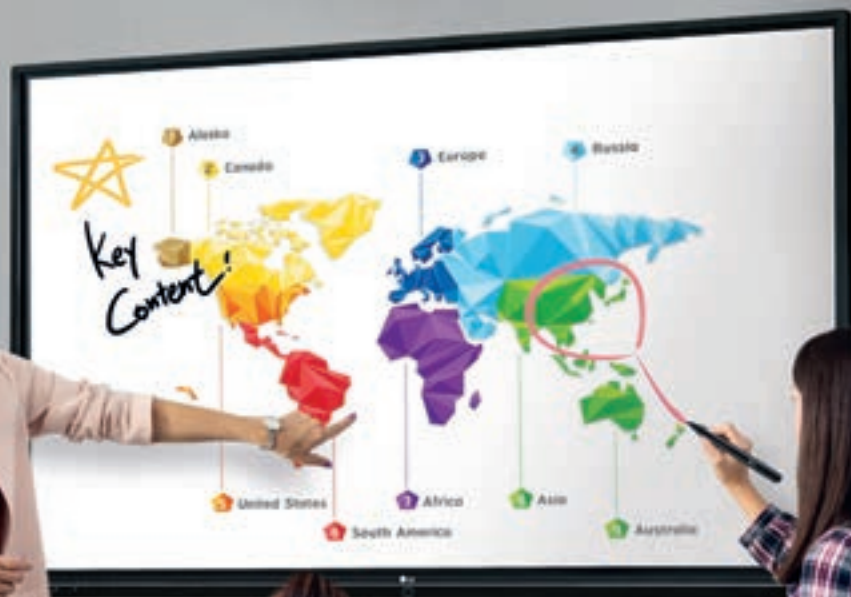 Alaska
Canada
Europe
Russia
Key
Content!
United States
South America
Africa
Asia
Australia